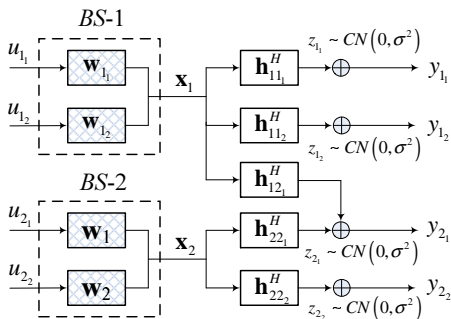 BS-1
u_{1_1} w_{1_1} x_1 h_{11_1}^H z_{1_1} ~ CN(0,σ^2) y_{1_1}
u_{1_2} w_{1_2} h_{11_2}^H z_{1_2} ~ CN(0,σ^2) y_{1_2}
h_{12_1}^H
BS-2
u_{2_1} w_1 x_2 h_{22_1}^H z_{2_1} ~ CN(0,σ^2) y_{2_1}
u_{2_2} w_2 h_{22_2}^H z_{2_2} ~ CN(0,σ^2) y_{2_2}